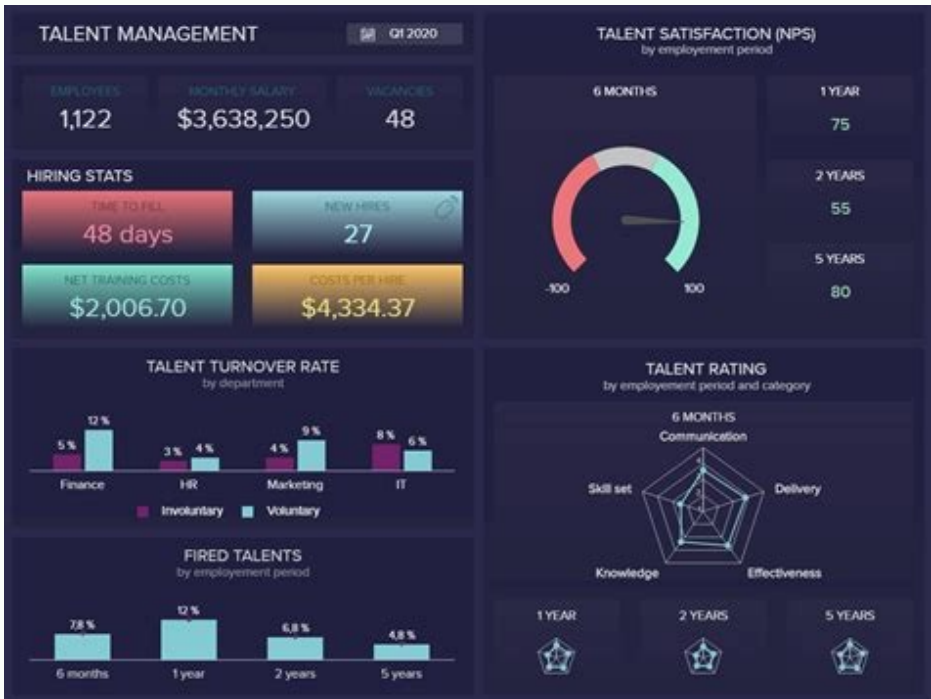 TALENT MANAGEMENT
Q1 2020
EMPLOYEES
MONTHLY SALARY
VACANCIES
1,122
$3,638,250
48
HIRING STATS
TIME TO FILL
48 days
NEW HIRES
27
NET TRAINING COSTS
$2,006.70
COSTS PER HIRE
$4,334.37
TALENT SATISFACTION (NPS)
by employement period
6 MONTHS
-100
100
1 YEAR
75
2 YEARS
55
5 YEARS
80
TALENT TURNOVER RATE
by department
5 %
12 %
3 %
4 %
4 %
9 %
8 %
6 %
Finance
HR
Marketing
IT
Involuntary
Voluntary
TALENT RATING
by employement period and category
6 MONTHS
Communication
4
Skill set
Delivery
Knowledge
Effectiveness
1 YEAR
2 YEARS
5 YEARS
FIRED TALENTS
by employement period
7,8 %
12 %
6,8 %
4,8 %
6 months
1 year
2 years
5 years